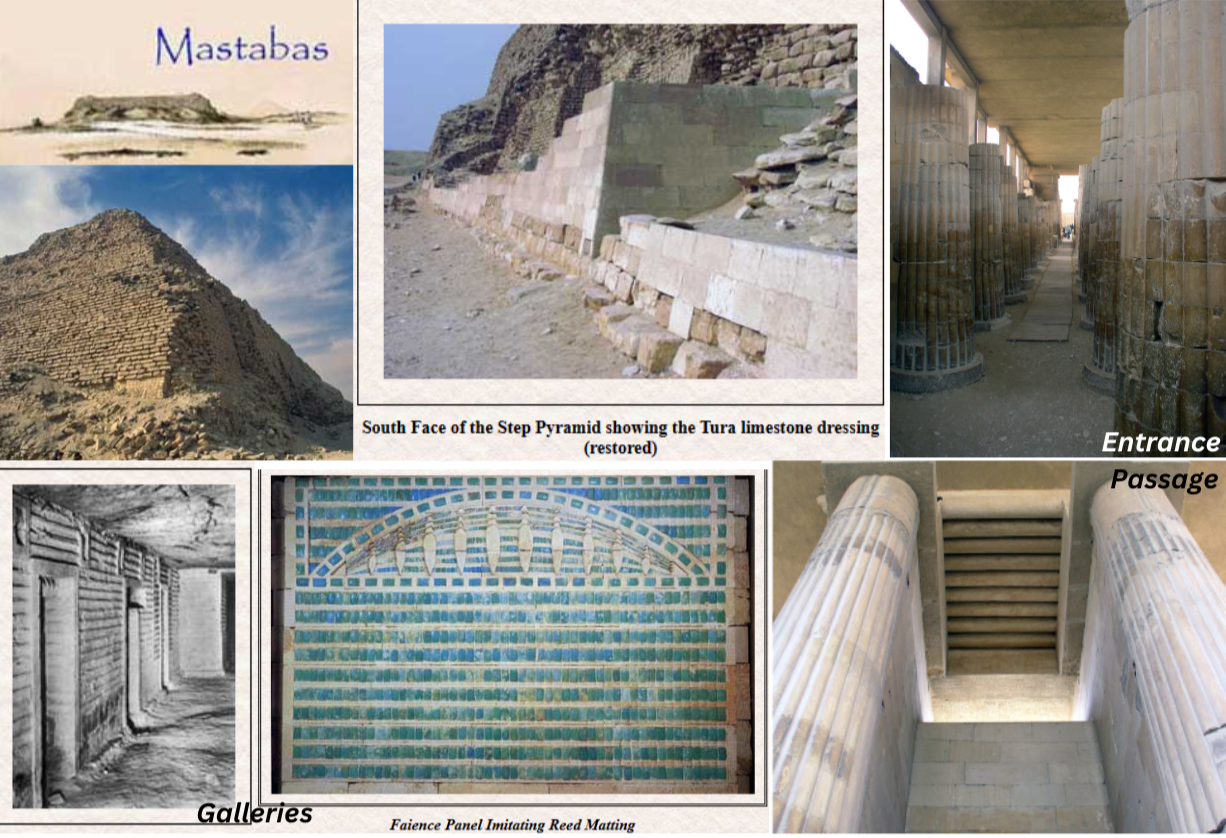 Mastabas
South Face of the Step Pyramid showing the Tura limestone dressing
(restored)
Entrance
Passage
Galleries
Faience Panel Imitating Reed Matting